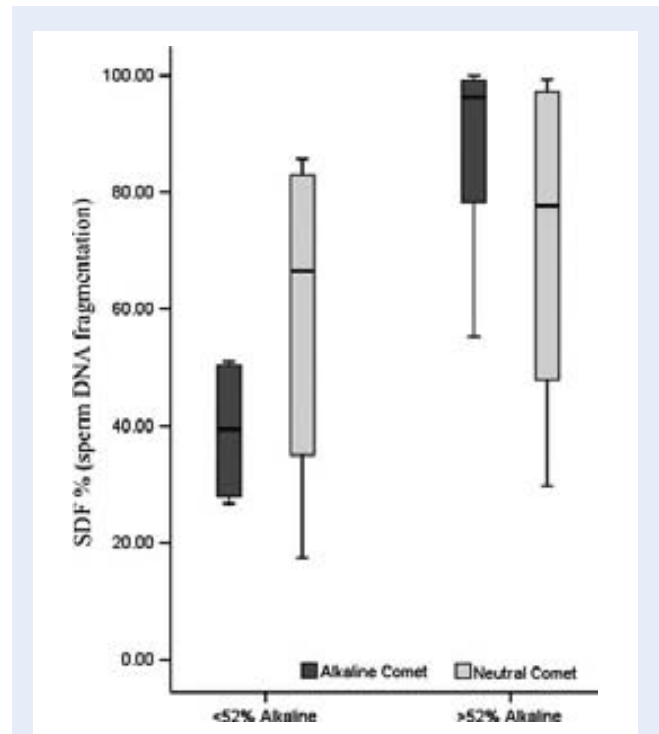 100.00
80.00
60.00
40.00
20.00
0.00
SDF % (sperm DNA fragmentation)
Alkaline Comet
Neutral Comet
<52% Alkaline
>52% Alkaline